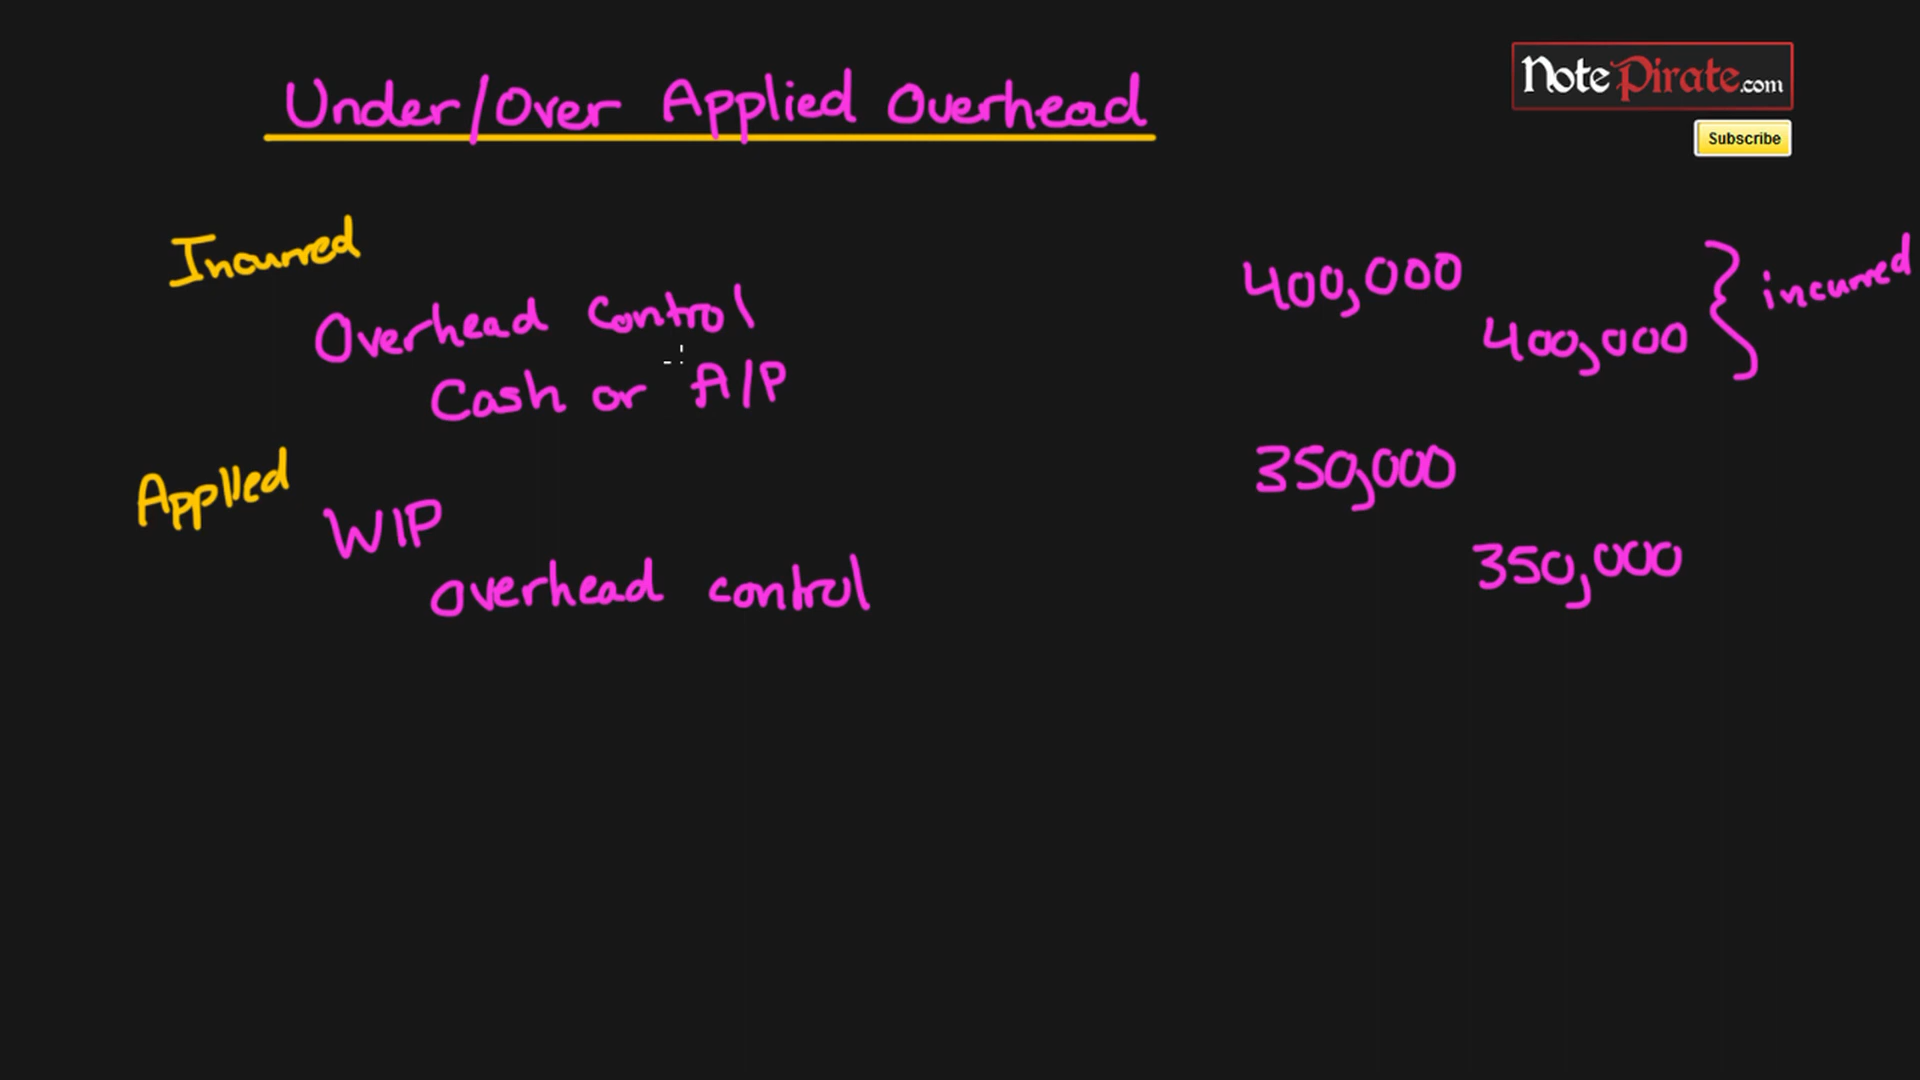 Under/Over Applied Overhead
NotePirate.com
Subscribe
Incurred
Overhead Control 400,000
Cash or A/P 400,000
incurred
Applied
WIP 350,000
overhead control 350,000